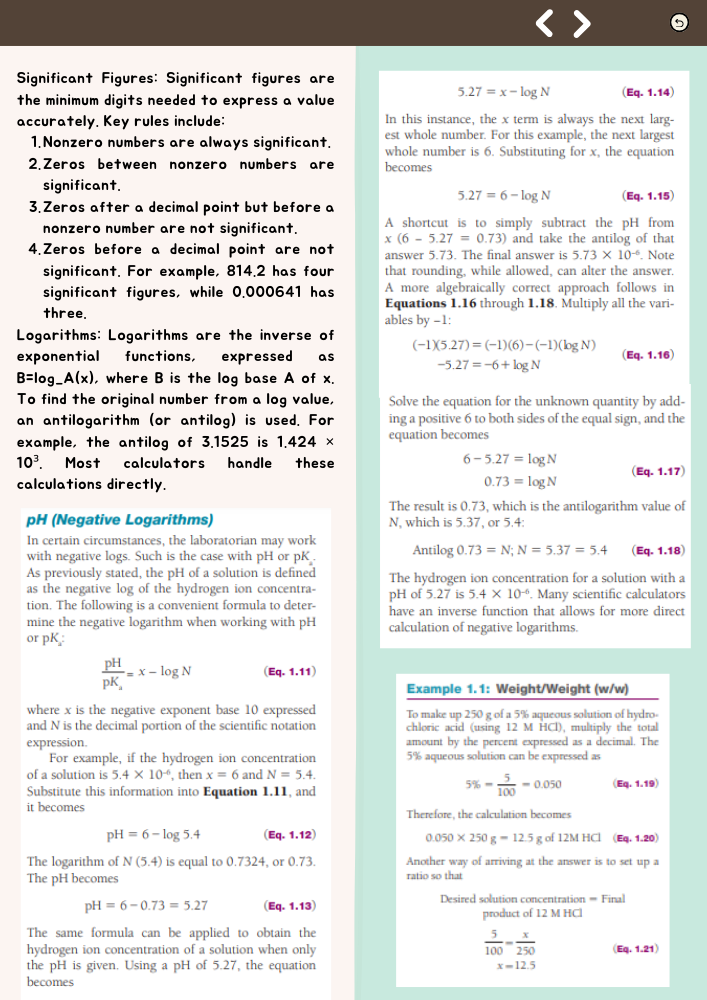 Significant Figures: Significant figures are
the minimum digits needed to express a value
accurately. Key rules include:
1. Nonzero numbers are always significant.
2. Zeros between nonzero numbers are
significant.
3. Zeros after a decimal point but before a
nonzero number are not significant.
4. Zeros before a decimal point are not
significant. For example, 814.2 has four
significant figures, while 0.000641 has
three.
Logarithms: Logarithms are the inverse of
exponential functions, expressed as
B=log_A(x), where B is the log base A of x.
To find the original number from a log value,
an antilogarithm (or antilog) is used. For
example, the antilog of 3.1525 is 1.424 ×
10³. Most calculators handle these
calculations directly.
pH (Negative Logarithms)
In certain circumstances, the laboratorian may work
with negative logs. Such is the case with pH or pKₐ.
As previously stated, the pH of a solution is defined
as the negative log of the hydrogen ion concentra-
tion. The following is a convenient formula to deter-
mine the negative logarithm when working with pH
or pKₐ:
pH/pKₐ = x − log N (Eq. 1.11)
where x is the negative exponent base 10 expressed
and N is the decimal portion of the scientific notation
expression.
For example, if the hydrogen ion concentration
of a solution is 5.4 × 10⁻⁶, then x = 6 and N = 5.4.
Substitute this information into Equation 1.11, and
it becomes
pH = 6 − log 5.4 (Eq. 1.12)
The logarithm of N (5.4) is equal to 0.7324, or 0.73.
The pH becomes
pH = 6 − 0.73 = 5.27 (Eq. 1.13)
The same formula can be applied to obtain the
hydrogen ion concentration of a solution when only
the pH is given. Using a pH of 5.27, the equation
becomes
5.27 = x − log N (Eq. 1.14)
In this instance, the x term is always the next larg-
est whole number. For this example, the next largest
whole number is 6. Substituting for x, the equation
becomes
5.27 = 6 − log N (Eq. 1.15)
A shortcut is to simply subtract the pH from
x (6 − 5.27 = 0.73) and take the antilog of that
answer 5.73. The final answer is 5.73 × 10⁻⁶. Note
that rounding, while allowed, can alter the answer.
A more algebraically correct approach follows in
Equations 1.16 through 1.18. Multiply all the vari-
ables by −1:
(−1)(5.27) = (−1)(6) − (−1)(log N)
−5.27 = −6 + log N (Eq. 1.16)
Solve the equation for the unknown quantity by add-
ing a positive 6 to both sides of the equal sign, and the
equation becomes
6 − 5.27 = log N
0.73 = log N (Eq. 1.17)
The result is 0.73, which is the antilogarithm value of
N, which is 5.37, or 5.4:
Antilog 0.73 = N; N = 5.37 = 5.4 (Eq. 1.18)
The hydrogen ion concentration for a solution with a
pH of 5.27 is 5.4 × 10⁻⁶. Many scientific calculators
have an inverse function that allows for more direct
calculation of negative logarithms.
Example 1.1: Weight/Weight (w/w)
To make up 250 g of a 5% aqueous solution of hydro-
chloric acid (using 12 M HCl), multiply the total
amount by the percent expressed as a decimal. The
5% aqueous solution can be expressed as
5% = 5/100 = 0.050 (Eq. 1.19)
Therefore, the calculation becomes
0.050 × 250 g = 12.5 g of 12M HCl (Eq. 1.20)
Another way of arriving at the answer is to set up a
ratio so that
Desired solution concentration = Final
product of 12 M HCl
5/100 = x/250 (Eq. 1.21)
x = 12.5